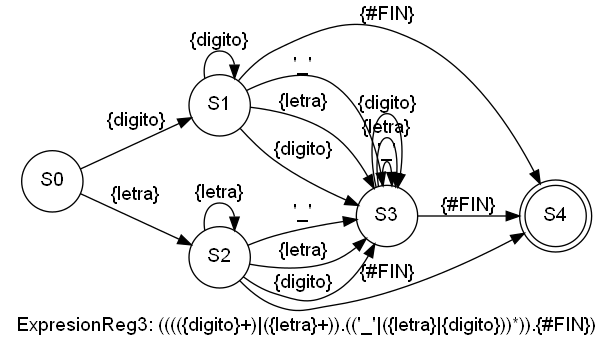 {#FIN}
{digito}
'_'
{digito}
S1
{letra}
{letra}
{digito}
{digito}
'_'
S0
{letra}
{letra}
S3
{#FIN}
S4
'_'
S2
{letra}
{digito}
{#FIN}
ExpresionReg3: (((({digito}+)|({letra}+)).(('_'|({letra}|{digito}))*)).{#FIN})